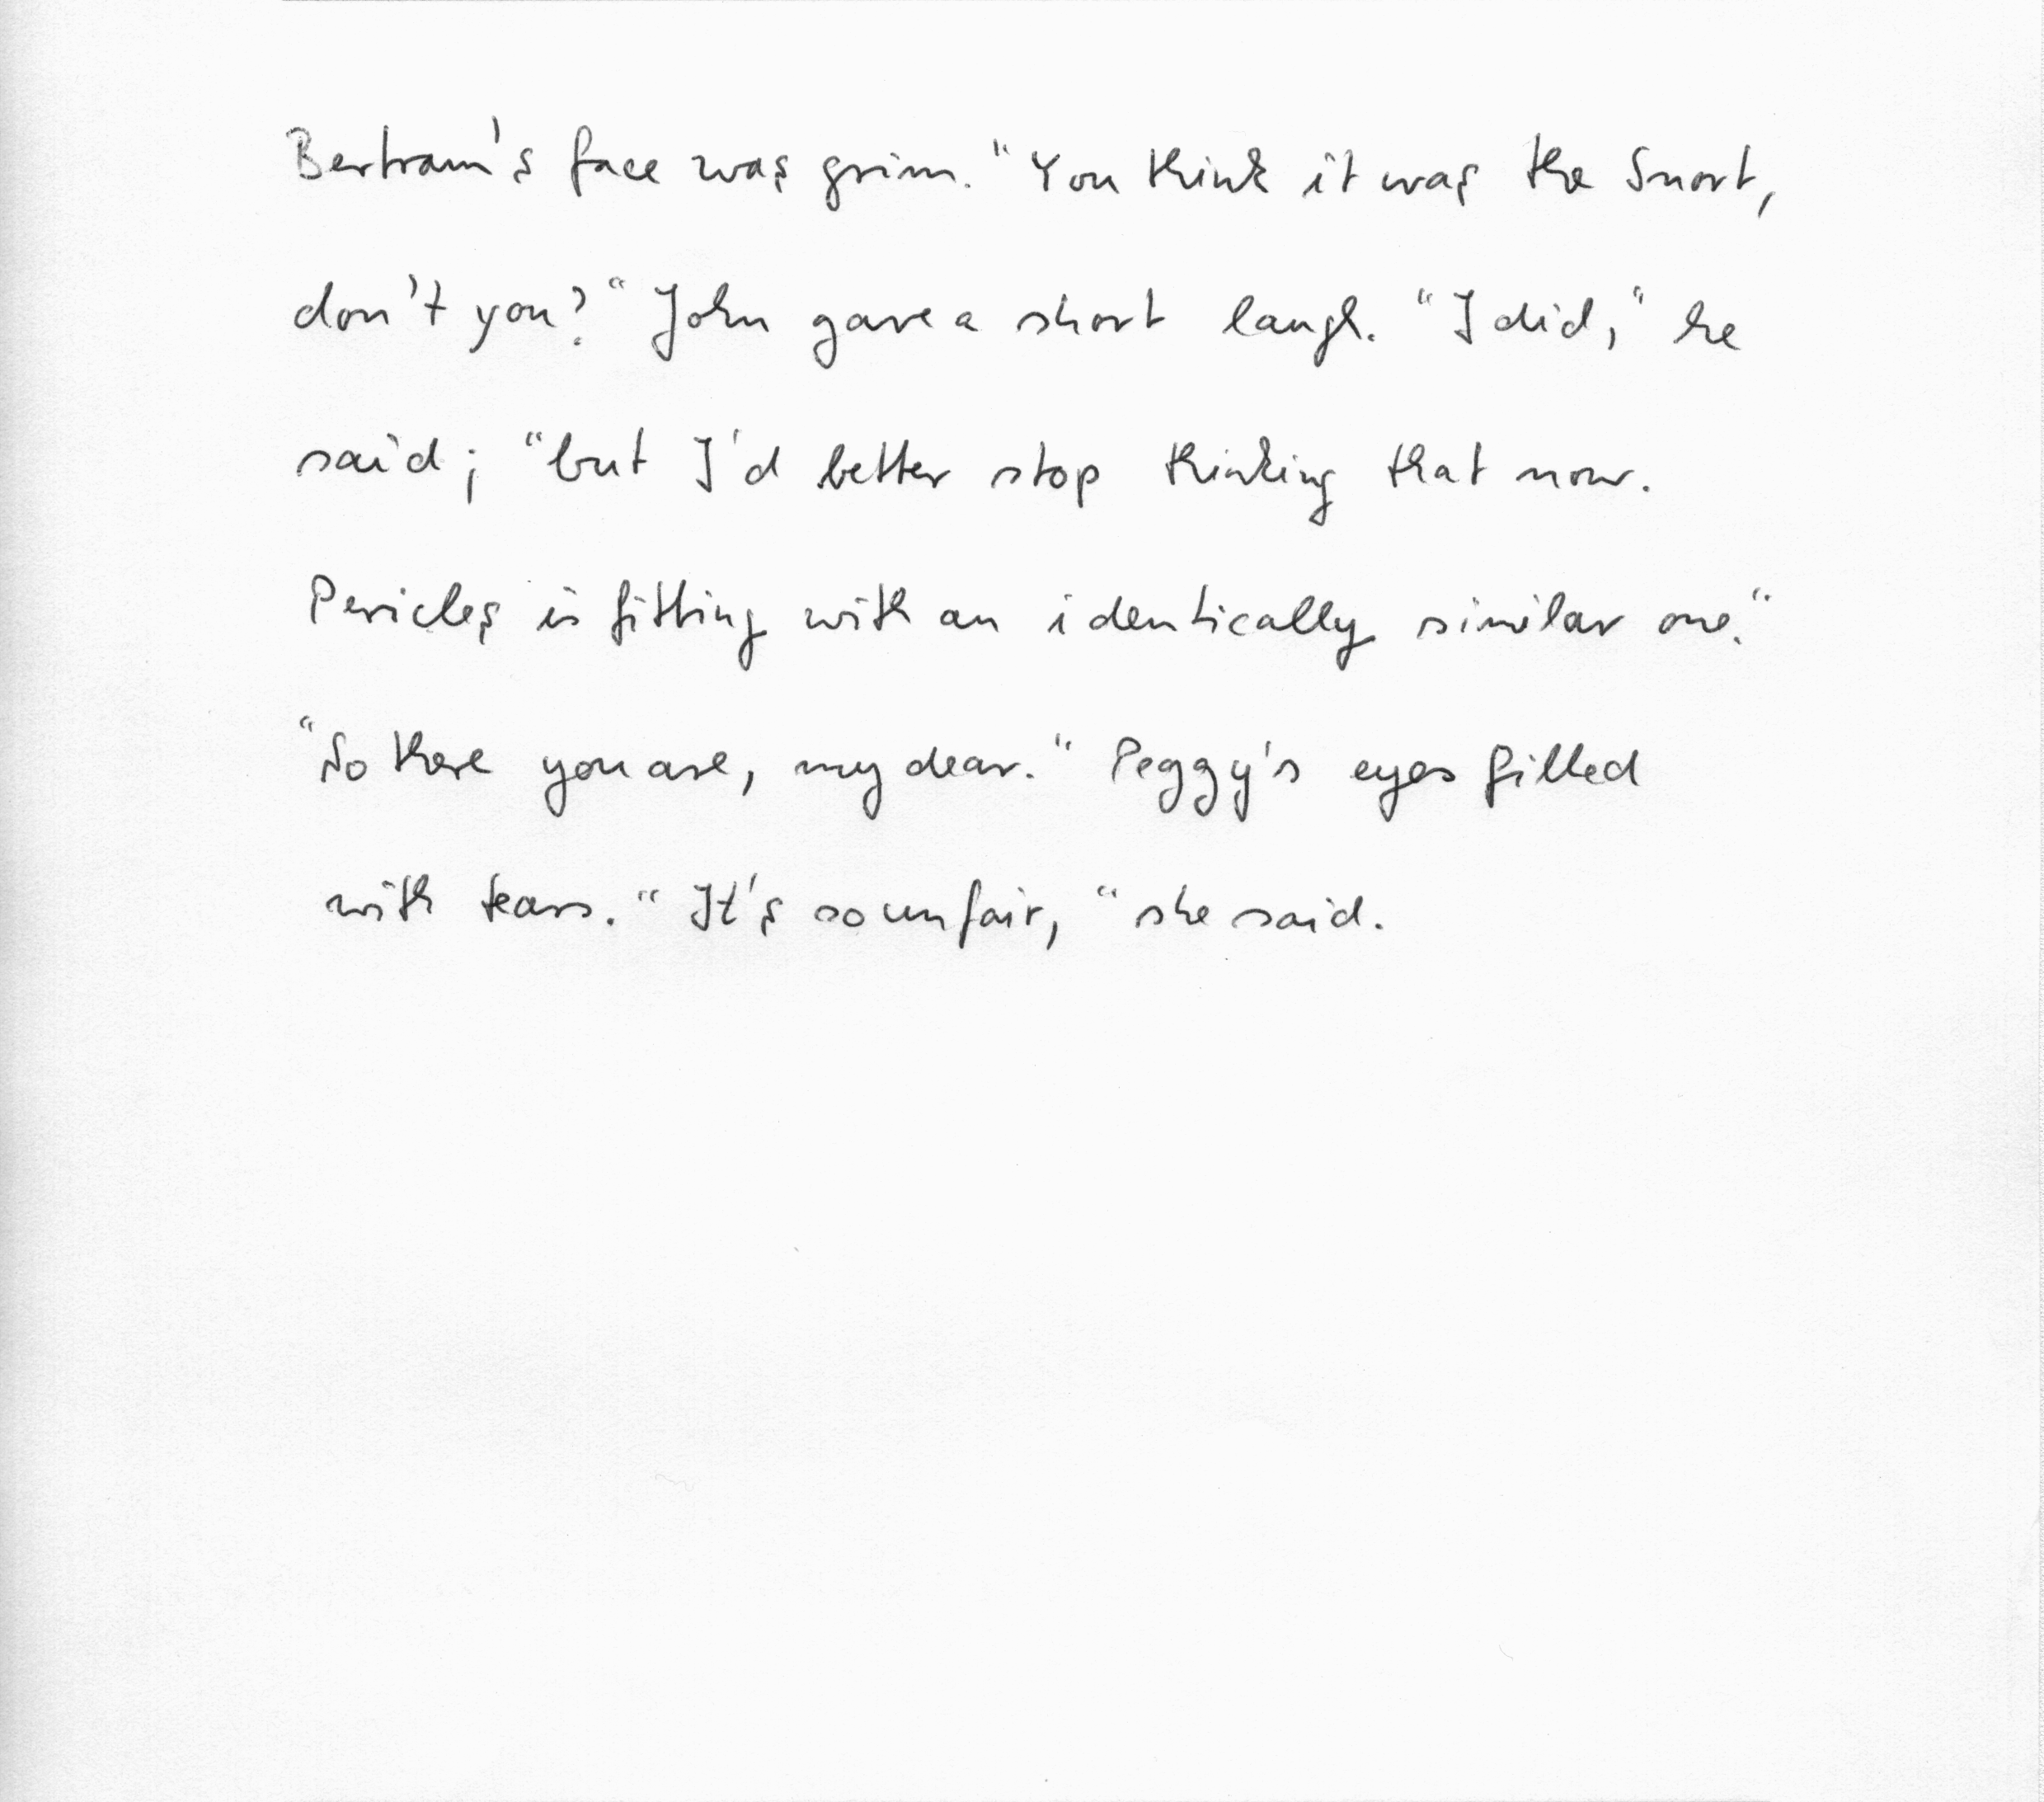 Bertram's face was grim. "You think it was the Snort,
don't you?" John gave a short laugh. "I did," he
said; "but I'd better stop thinking that now.
Pericles is fitting with an identically similar one."
"So there you are, my dear." Peggy's eyes filled
with tears. "It's so unfair," she said.